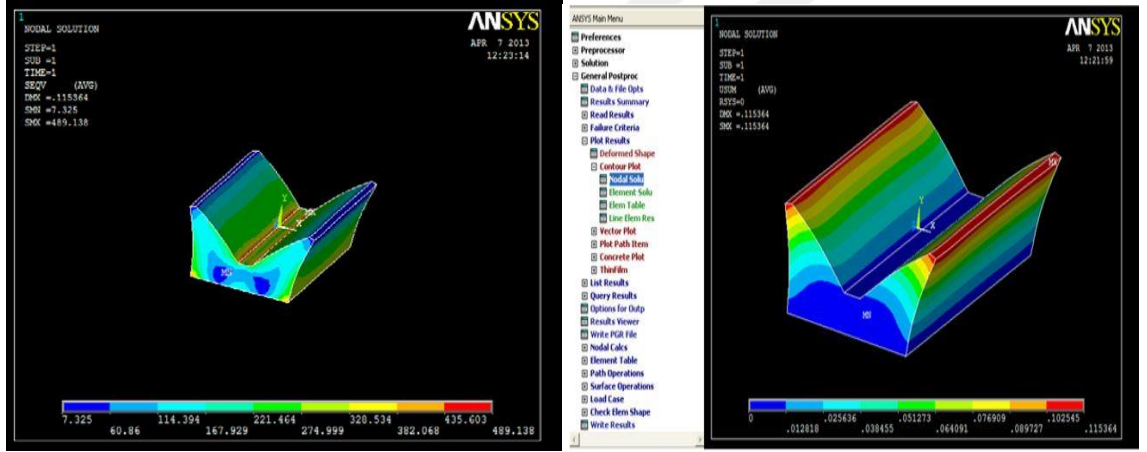 1
NODAL SOLUTION
STEP=1
SUB =1
TIME=1
SEQV (AVG)
DMX =.115364
SMN =7.325
SMX =489.138
ANSYS
APR 7 2013
12:23:14
MX
Y
X
MN
7.325 114.394 221.464 328.534 435.603
60.86 167.929 274.999 382.068 489.138
ANSYS Main Menu
Preferences
Preprocessor
Solution
General Postproc
Data & File Opts
Results Summary
Read Results
Failure Criteria
Plot Results
Deformed Shape
Contour Plot
Nodal Solu
Element Solu
Elem Table
Line Elem Res
Vector Plot
Plot Path Item
Concrete Plot
ThinFilm
List Results
Query Results
Options for Outp
Results Viewer
Write PGR File
Nodal Calcs
Element Table
Path Operations
Surface Operations
Load Case
Check Elem Shape
Write Results
1
NODAL SOLUTION
STEP=1
SUB =1
TIME=1
USUM (AVG)
RSYS=0
DMX =.115364
SMX =.115364
ANSYS
APR 7 2013
12:21:59
MX
Y
X
MN
0 .025636 .051273 .076909 .102545
.012818 .038455 .064091 .089727 .115364